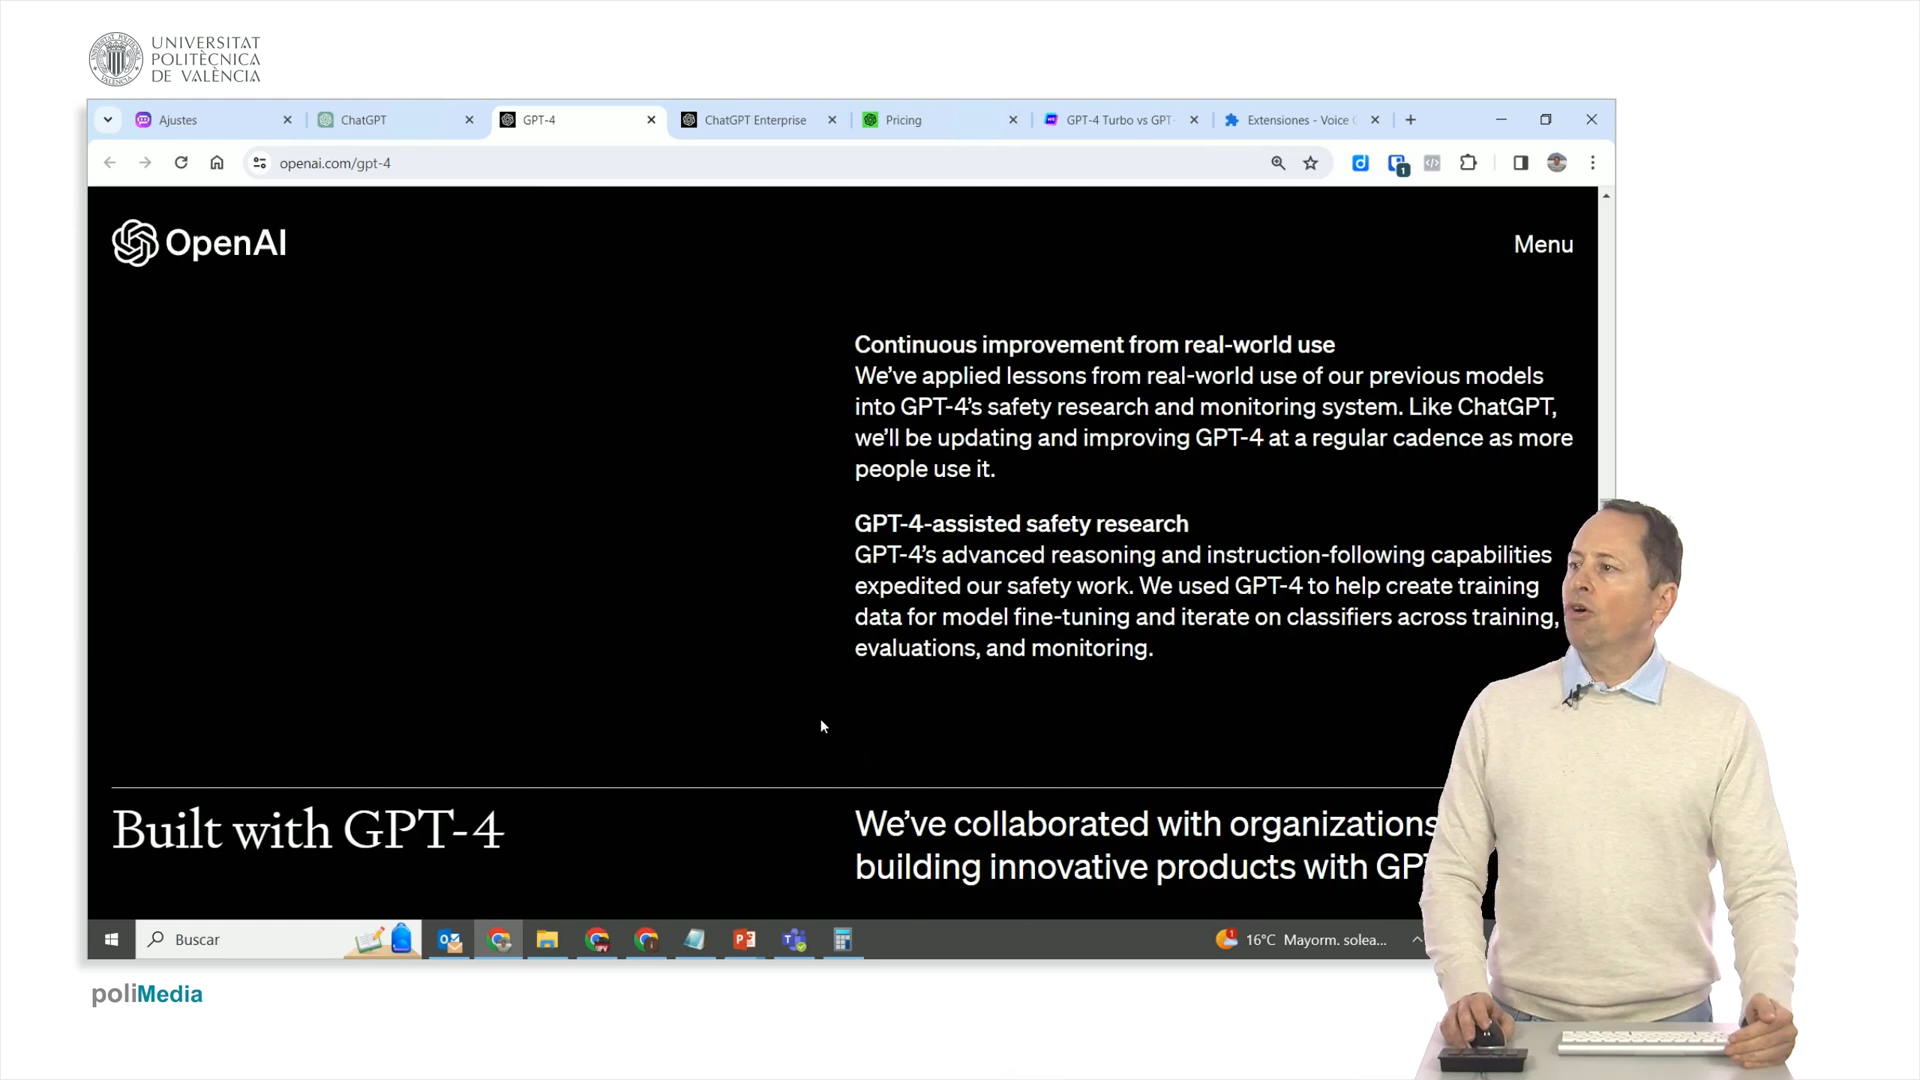 UNIVERSITAT
POLITÈCNICA
DE VALÈNCIA
Ajustes
ChatGPT
GPT-4
ChatGPT Enterprise
Pricing
GPT-4 Turbo vs GPT-
Extensiones - Voice C
openai.com/gpt-4
1
OpenAI
Menu
Continuous improvement from real-world use
We’ve applied lessons from real-world use of our previous models
into GPT-4’s safety research and monitoring system. Like ChatGPT,
we’ll be updating and improving GPT-4 at a regular cadence as more
people use it.
GPT-4-assisted safety research
GPT-4’s advanced reasoning and instruction-following capabilities
expedited our safety work. We used GPT-4 to help create training
data for model fine-tuning and iterate on classifiers across training,
evaluations, and monitoring.
Built with GPT-4
We’ve collaborated with organizations
building innovative products with GP
Buscar
16°C Mayorm. solea...
poliMedia